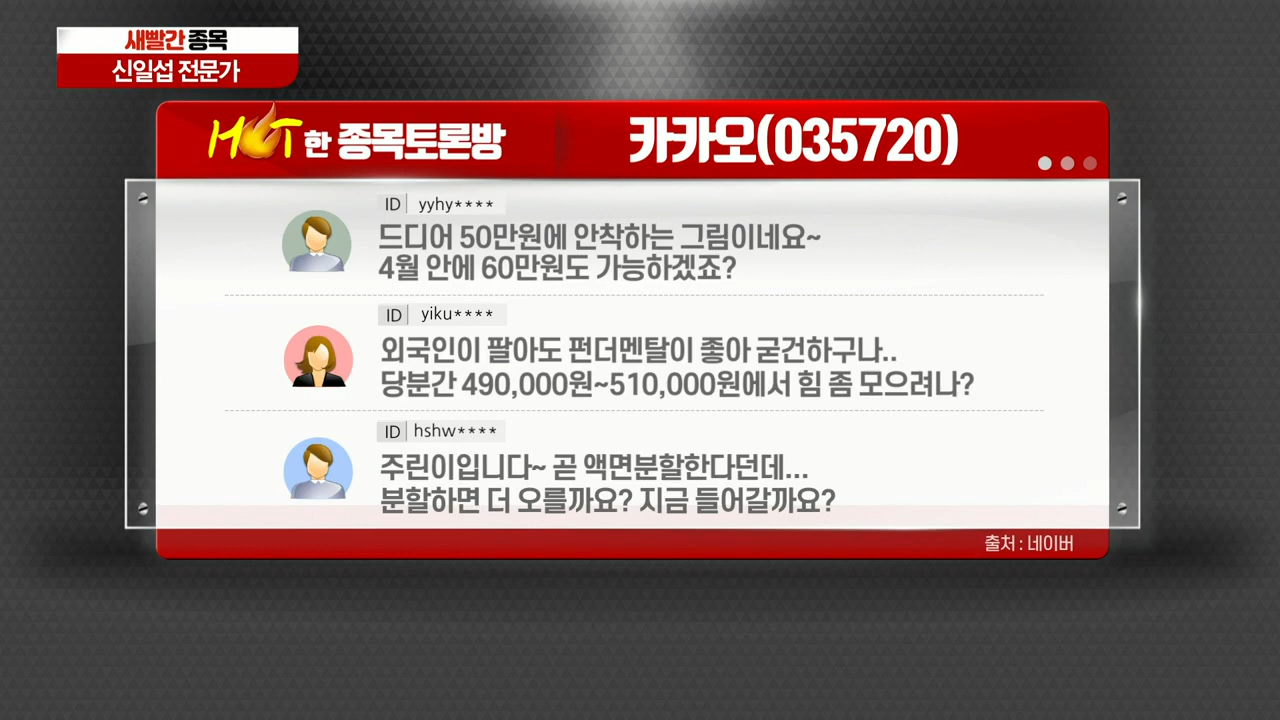 새빨간 종목
신일섭 전문가
HOT한 종목토론방
카카오(035720)
ID yyhy****
드디어 50만원에 안착하는 그림이네요~
4월 안에 60만원도 가능하겠죠?
ID yiku****
외국인이 팔아도 펀더멘탈이 좋아 굳건하구나..
당분간 490,000원~510,000원에서 힘 좀 모으려나?
ID hshw****
주린이입니다~ 곧 액면분할한다던데...
분할하면 더 오를까요? 지금 들어갈까요?
출처 : 네이버